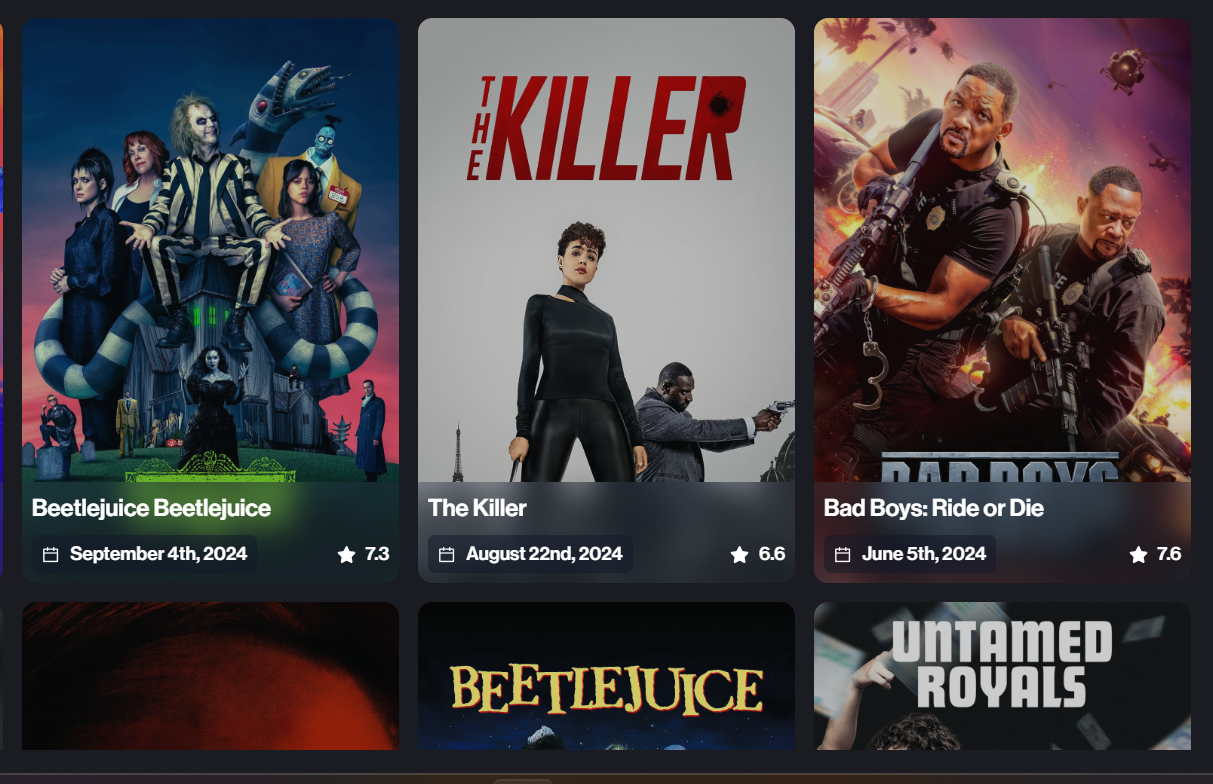 THE KILLER
BAD BOYS
Beetlejuice Beetlejuice
September 4th, 2024
7.3
The Killer
August 22nd, 2024
6.6
Bad Boys: Ride or Die
June 5th, 2024
7.6
BEETLEJUICE
UNTAMED
ROYALS